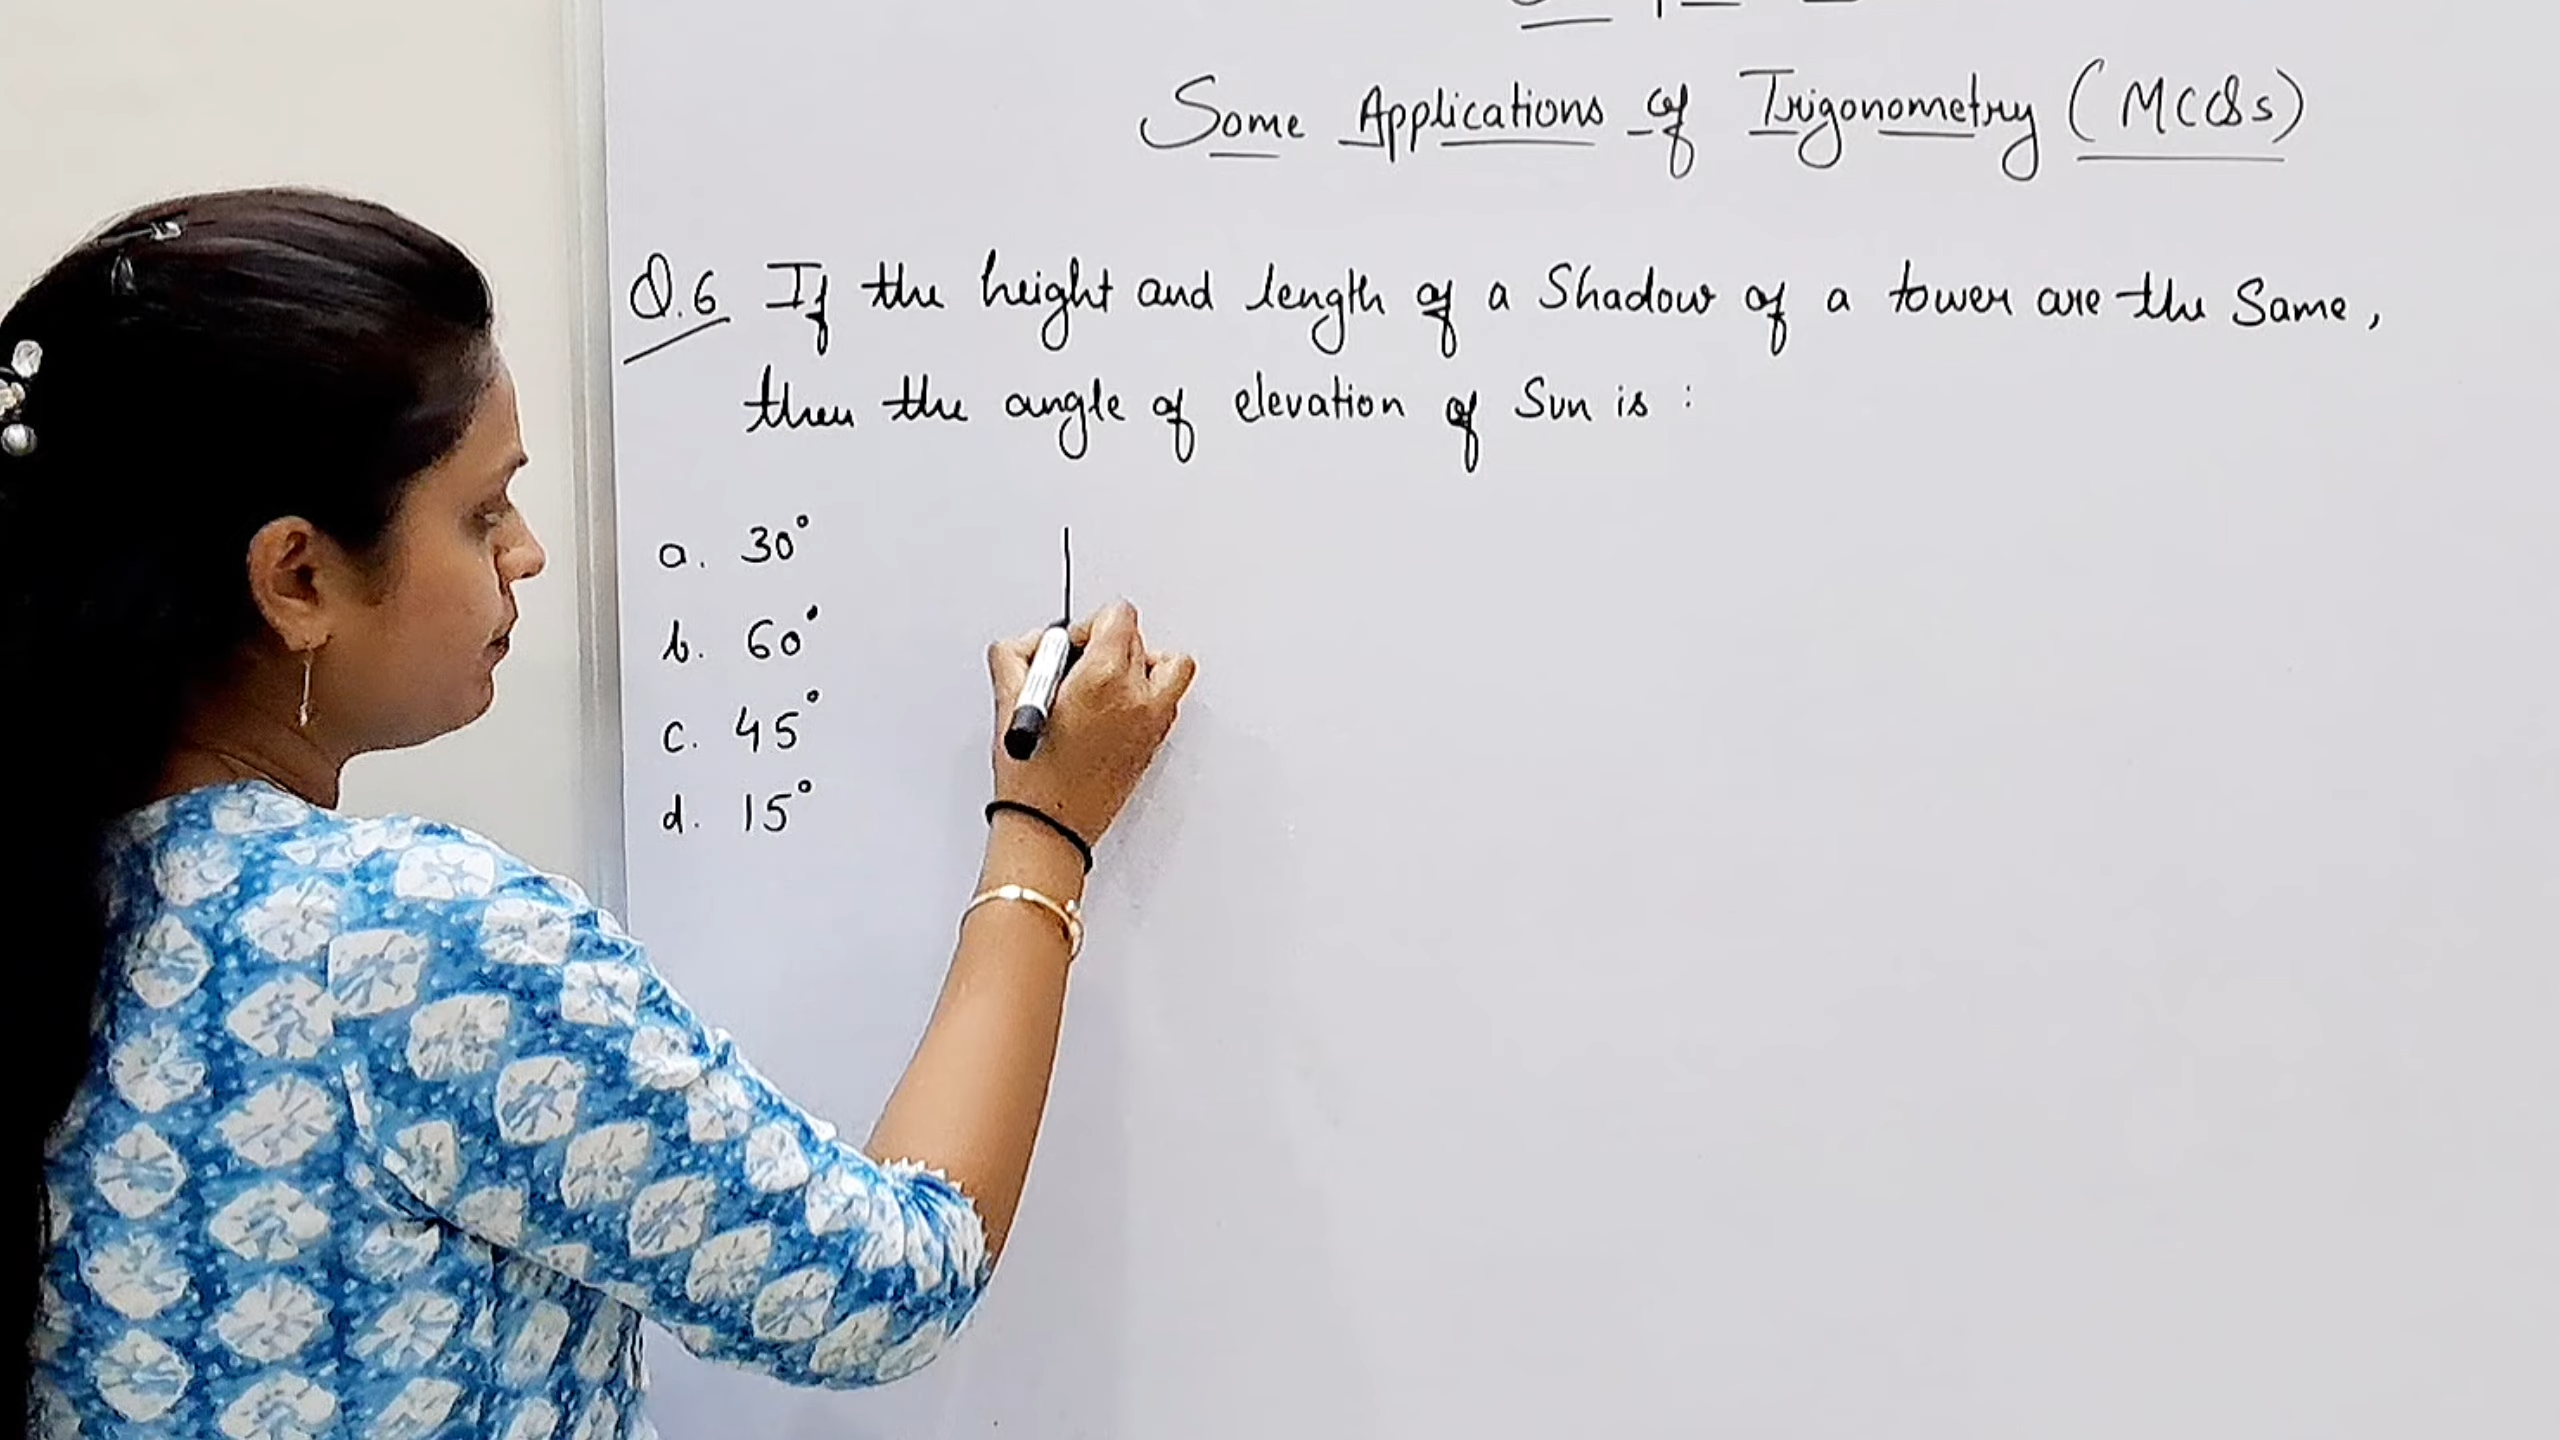 Some Applications of Trigonometry (MCQs)
Q.6 If the height and length of a Shadow of a tower are the Same,
then the angle of elevation of Sun is :
a. 30°
b. 60°
c. 45°
d. 15°